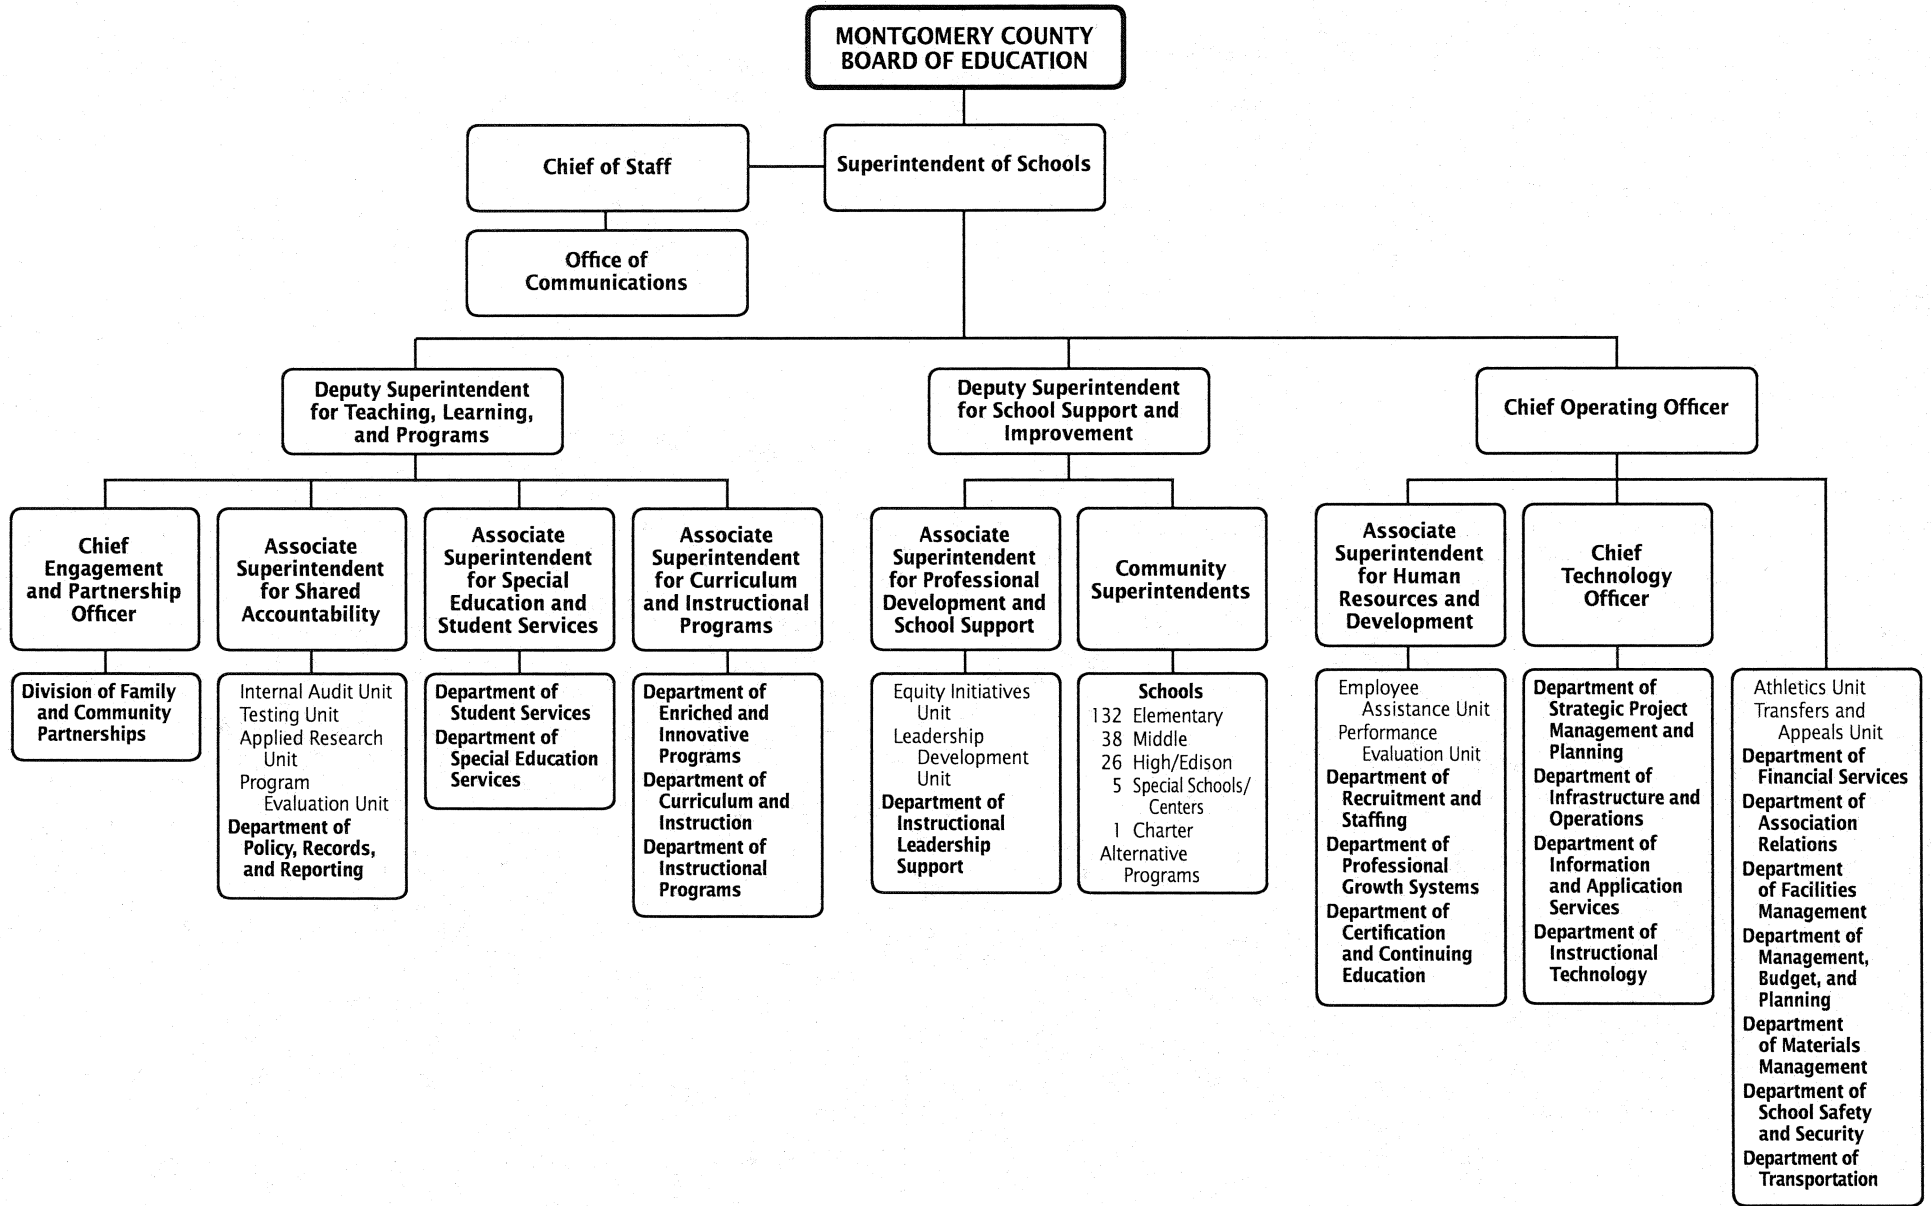 MONTGOMERY COUNTY
BOARD OF EDUCATION
Chief of Staff
Superintendent of Schools
Office of
Communications
Deputy Superintendent
for Teaching, Learning,
and Programs
Deputy Superintendent
for School Support and
Improvement
Chief Operating Officer
Chief
Engagement
and Partnership
Officer
Associate
Superintendent
for Shared
Accountability
Associate
Superintendent
for Special
Education and
Student Services
Associate
Superintendent
for Curriculum
and Instructional
Programs
Associate
Superintendent
for Professional
Development and
School Support
Community
Superintendents
Associate
Superintendent
for Human
Resources and
Development
Chief
Technology
Officer
Division of Family
and Community
Partnerships
Internal Audit Unit
Testing Unit
Applied Research
Unit
Program
Evaluation Unit
Department of
Policy, Records,
and Reporting
Department of
Student Services
Department of
Special Education
Services
Department of
Enriched and
Innovative
Programs
Department of
Curriculum and
Instruction
Department of
Instructional
Programs
Equity Initiatives
Unit
Leadership
Development
Unit
Department of
Instructional
Leadership
Support
Schools
132 Elementary
38 Middle
26 High/Edison
5 Special Schools/
Centers
1 Charter
Alternative
Programs
Employee
Assistance Unit
Performance
Evaluation Unit
Department of
Recruitment and
Staffing
Department of
Professional
Growth Systems
Department of
Certification
and Continuing
Education
Department of
Strategic Project
Management and
Planning
Department of
Infrastructure and
Operations
Department of
Information
and Application
Services
Department of
Instructional
Technology
Athletics Unit
Transfers and
Appeals Unit
Department of
Financial Services
Department of
Association
Relations
Department
of Facilities
Management
Department of
Management,
Budget, and
Planning
Department
of Materials
Management
Department of
School Safety
and Security
Department of
Transportation